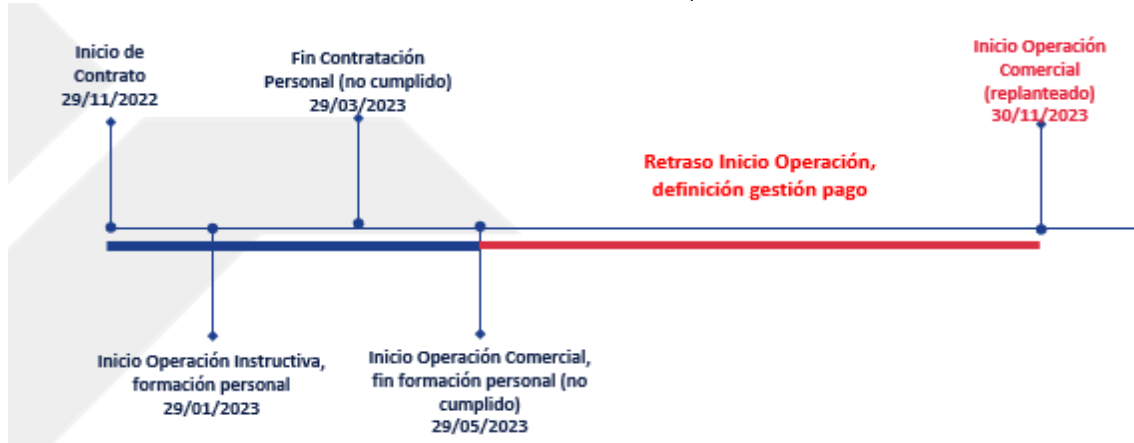 Inicio de
Contrato
29/11/2022
Fin Contratación
Personal (no cumplido)
29/03/2023
Inicio Operación
Comercial
(replanteado)
30/11/2023
Retraso Inicio Operación,
definición gestión pago
Inicio Operación Instructiva,
formación personal
29/01/2023
Inicio Operación Comercial,
fin formación personal (no
cumplido)
29/05/2023